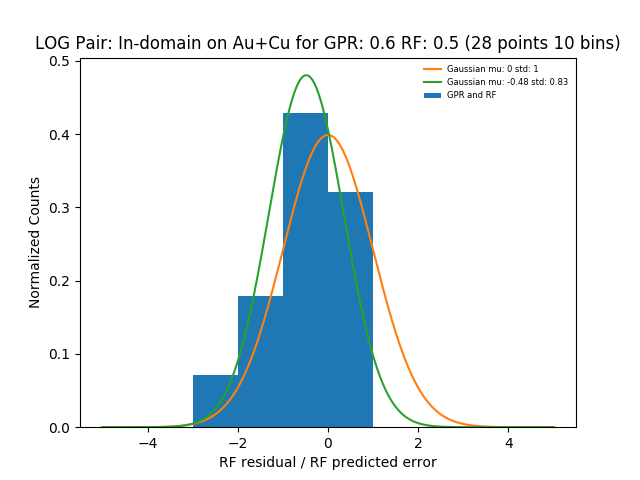 LOG Pair: In-domain on Au+Cu for GPR: 0.6 RF: 0.5 (28 points 10 bins)
Gaussian mu: 0 std: 1
Gaussian mu: -0.48 std: 0.83
GPR and RF
Normalized Counts
0.5
0.4
0.3
0.2
0.1
0.0
−4 −2 0 2 4
RF residual / RF predicted error